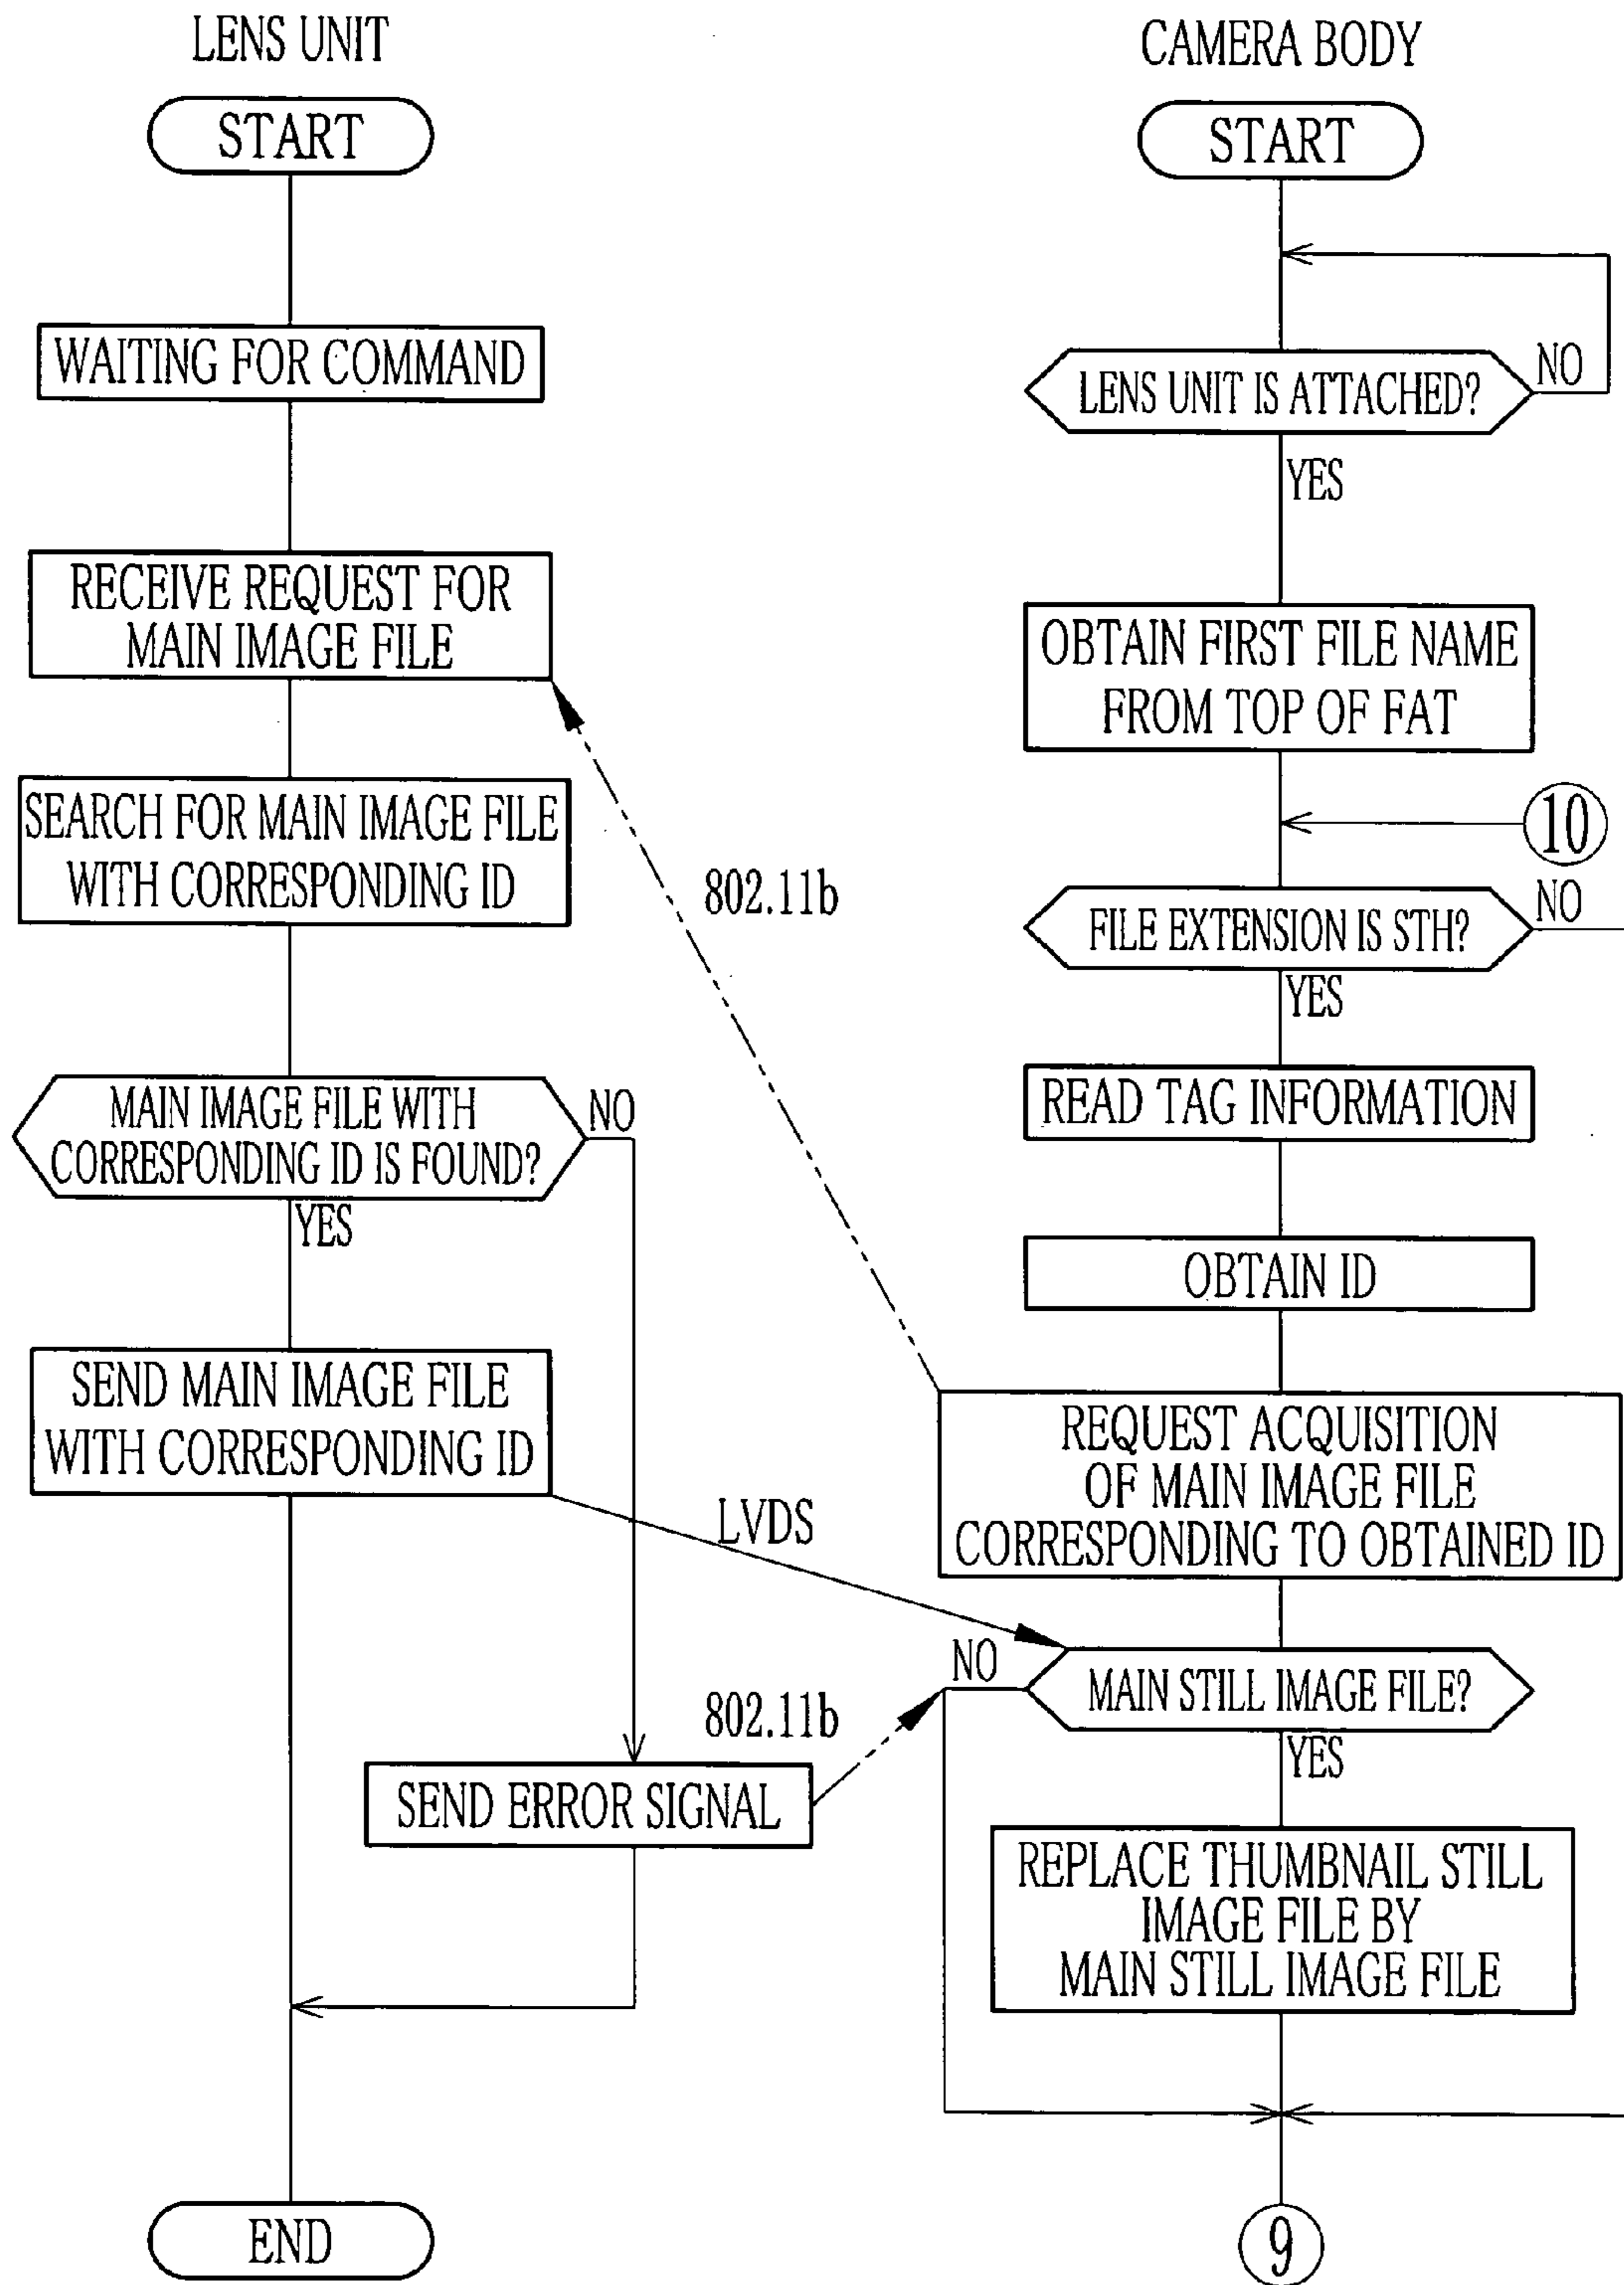 LENS UNIT
START
WAITING FOR COMMAND
RECEIVE REQUEST FOR
MAIN IMAGE FILE
SEARCH FOR MAIN IMAGE FILE
WITH CORRESPONDING ID
MAIN IMAGE FILE WITH
CORRESPONDING ID IS FOUND?
NO
YES
SEND MAIN IMAGE FILE
WITH CORRESPONDING ID
SEND ERROR SIGNAL
END
802.11b
LVDS
802.11b
CAMERA BODY
START
LENS UNIT IS ATTACHED?
NO
YES
OBTAIN FIRST FILE NAME
FROM TOP OF FAT
10
FILE EXTENSION IS STH?
NO
YES
READ TAG INFORMATION
OBTAIN ID
REQUEST ACQUISITION
OF MAIN IMAGE FILE
CORRESPONDING TO OBTAINED ID
NO
MAIN STILL IMAGE FILE?
YES
REPLACE THUMBNAIL STILL
IMAGE FILE BY
MAIN STILL IMAGE FILE
9